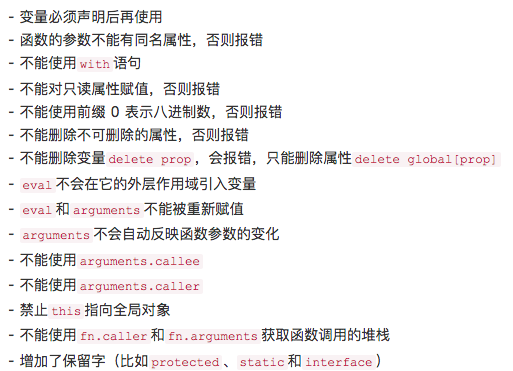 - 变量必须声明后再使用
- 函数的参数不能有同名属性，否则报错
- 不能使用 with 语句
- 不能对只读属性赋值，否则报错
- 不能使用前缀 0 表示八进制数，否则报错
- 不能删除不可删除的属性，否则报错
- 不能删除变量 delete prop ，会报错，只能删除属性 delete global[prop]
- eval 不会在它的外层作用域引入变量
- eval 和 arguments 不能被重新赋值
- arguments 不会自动反映函数参数的变化
- 不能使用 arguments.callee
- 不能使用 arguments.caller
- 禁止 this 指向全局对象
- 不能使用 fn.caller 和 fn.arguments 获取函数调用的堆栈
- 增加了保留字（比如 protected 、 static 和 interface ）